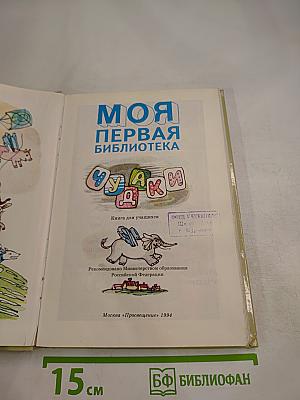 МОЯ
ПЕРВАЯ
БИБЛИОТЕКА
ЧУДАКИ
Книга для учащихся
Рекомендовано Министерством образования
Российской Федерации
Москва «Просвещение» 1994
15 см
БФ БИБЛИОФАН